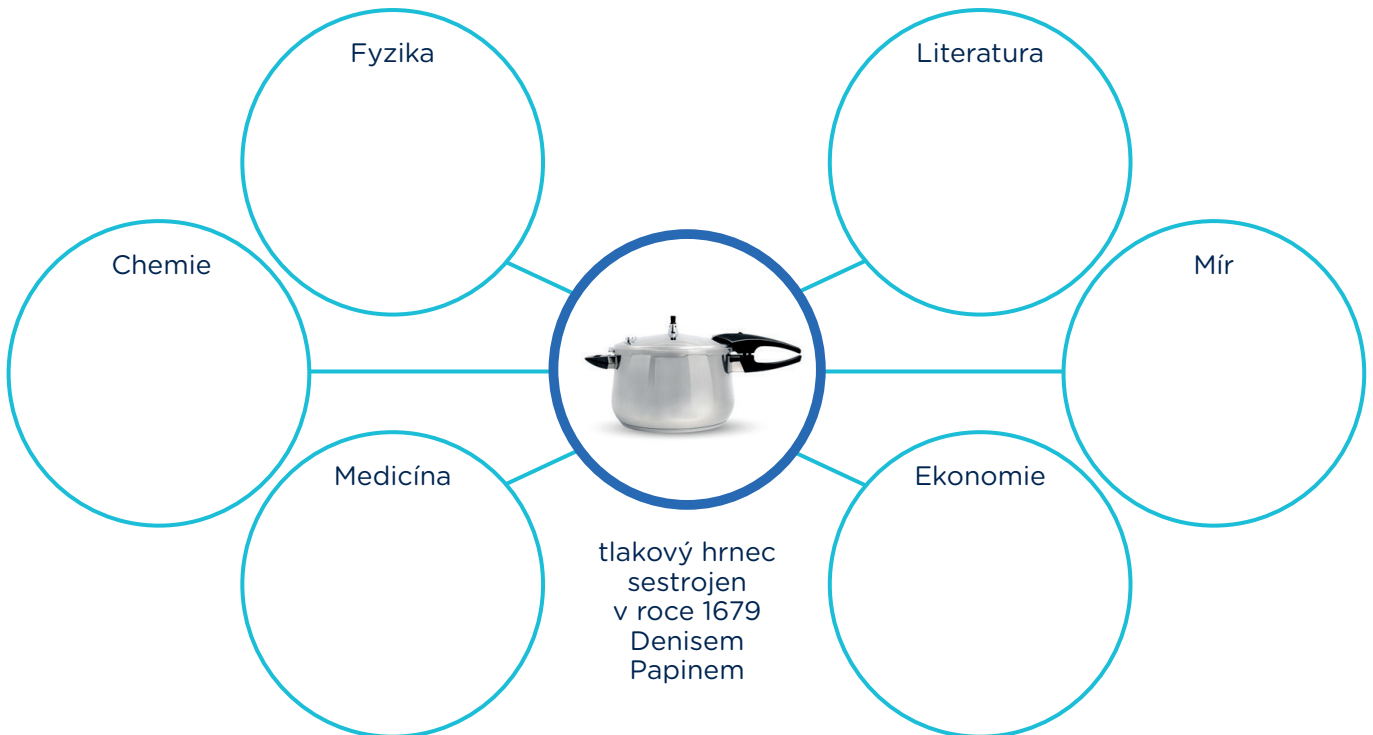 Fyzika
Literatura
Chemie
Mír
Medicína
Ekonomie
tlakový hrnec
sestrojen
v roce 1679
Denisem
Papinem